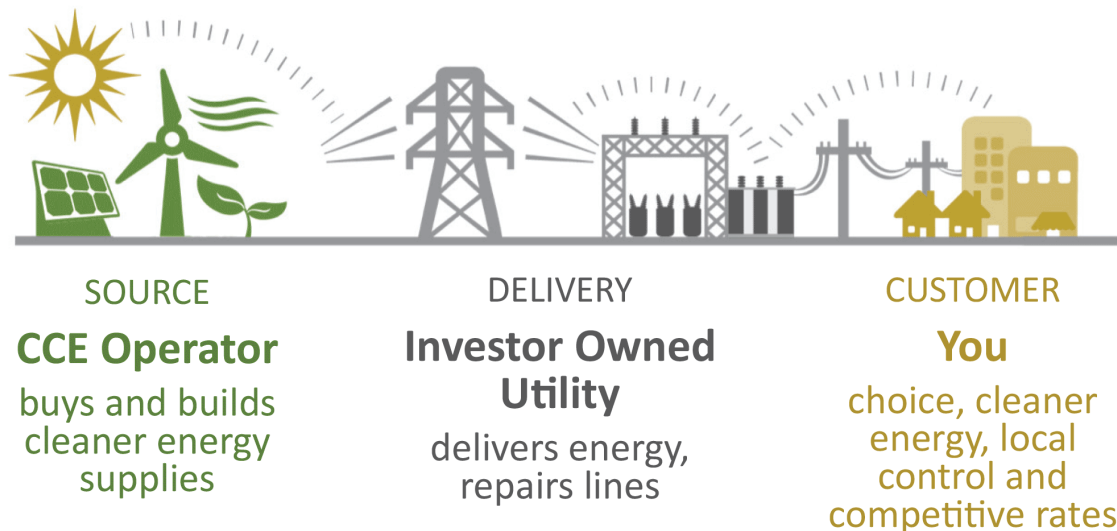 SOURCE
CCE Operator
buys and builds
cleaner energy
supplies
DELIVERY
Investor Owned
Utility
delivers energy,
repairs lines
CUSTOMER
You
choice, cleaner
energy, local
control and
competitive rates